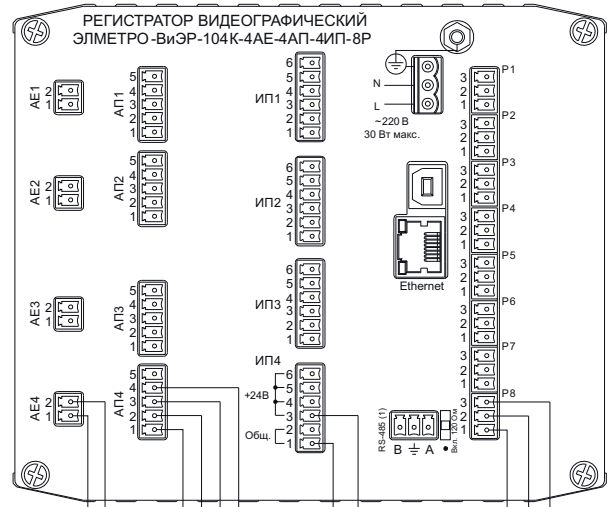 РЕГИСТРАТОР ВИДЕОГРАФИЧЕСКИЙ
ЭЛМЕТРО-ВиЭР-104К-4АЕ-4АП-4ИП-8Р
АЕ1
2
1
АП1
5
4
3
2
1
ИП1
6
5
4
3
2
1
N
L
~220 В
30 Вт макс.
Р1
3
2
1
Р2
3
2
1
АЕ2
2
1
АП2
5
4
3
2
1
ИП2
6
5
4
3
2
1
Ethernet
Р3
3
2
1
Р4
3
2
1
АЕ3
2
1
АП3
5
4
3
2
1
ИП3
6
5
4
3
2
1
Р5
3
2
1
Р6
3
2
1
АЕ4
2
1
АП4
5
4
3
2
1
ИП4
+24В
Общ.
6
5
4
3
2
1
RS-485 (1)
В
А
Вкл. 120 Ом
Р7
3
2
1
Р8
3
2
1